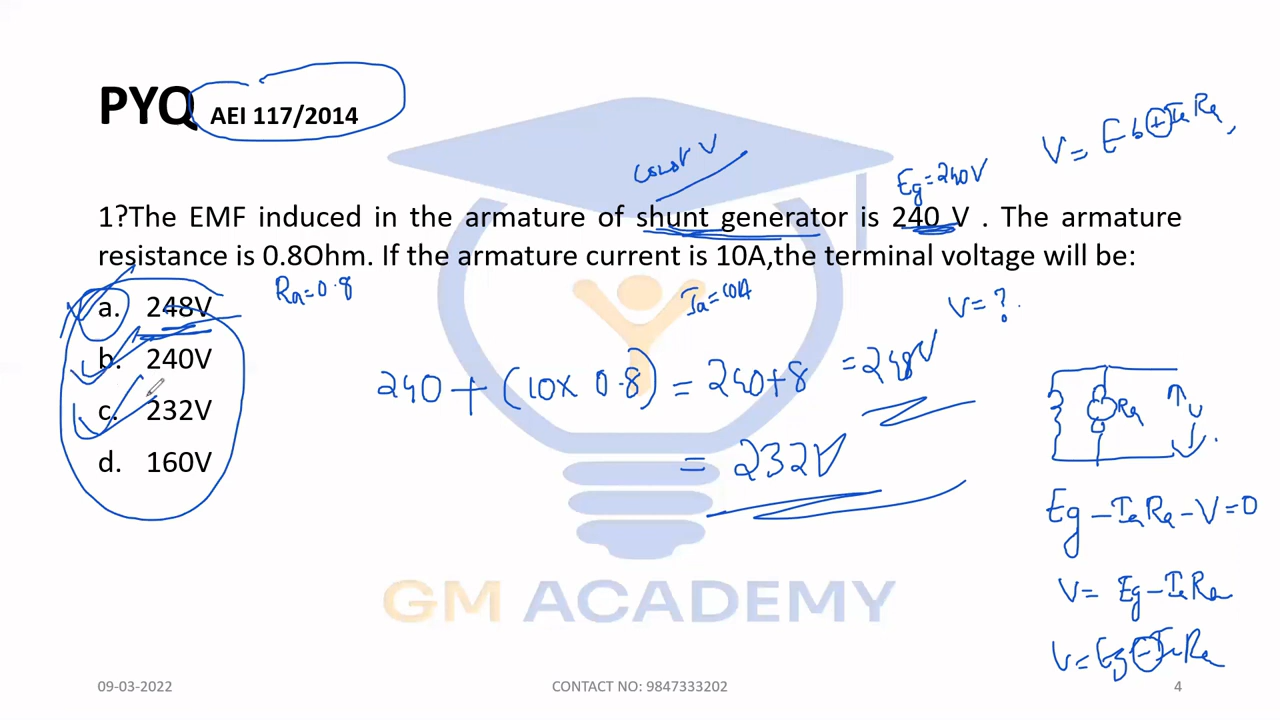 PYQ AEI 117/2014
V = Eb + IaRa,
const V
Eg = 240V
1?The EMF induced in the armature of shunt generator is 240 V . The armature
resistance is 0.8Ohm. If the armature current is 10A,the terminal voltage will be:
Ra = 0.8
Ia = 10A
V = ?
a. 248V
b. 240V
c. 232V
d. 160V
240 + (10 x 0.8) = 240+8 = 248V
= 232V
Ra
V
Eg - IaRa - V = 0
V = Eg - IaRa
V = Eg - IaRa
GM ACADEMY
09-03-2022
CONTACT NO: 9847333202
4